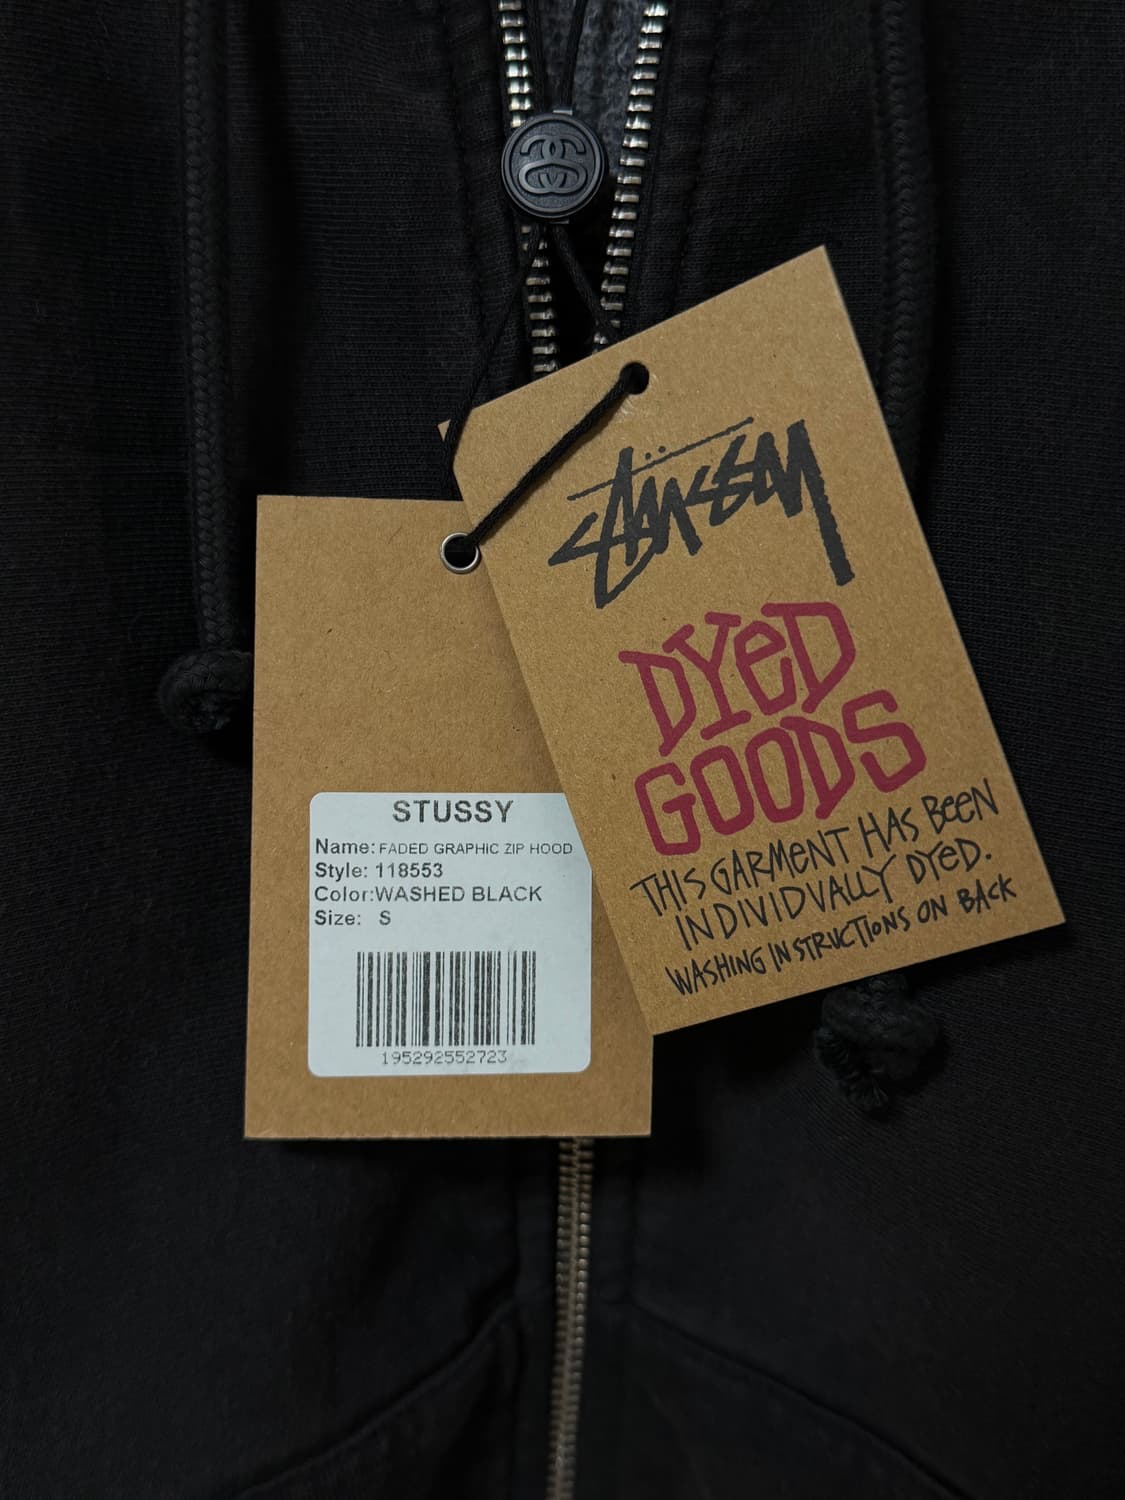 STÜSSY
DYED
GOODS
THIS GARMENT HAS BEEN
INDIVIDVALLY DYED.
WASHING INSTRUCTIONS ON BACK
STUSSY
Name: FADED GRAPHIC ZIP HOOD
Style: 118553
Color:WASHED BLACK
Size: S
195292552723